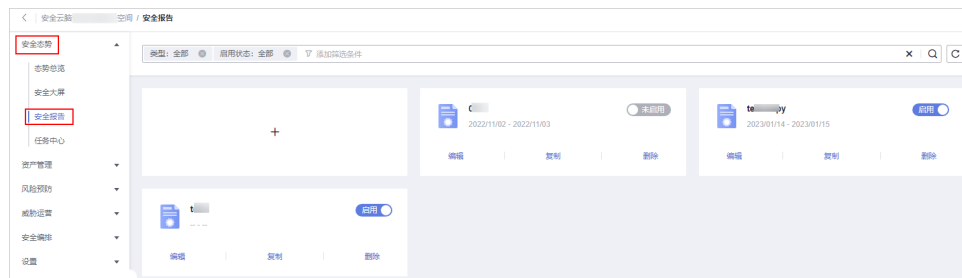 安全云脑 空间 / 安全报告
安全态势
态势总览
安全大屏
安全报告
任务中心
资产管理
风险预防
威胁运营
安全编排
设置
类型：全部 启用状态：全部 添加筛选条件
+
未启用
2022/11/02 - 2022/11/03
编辑 复制 删除
te py 启用
2023/01/14 - 2023/01/15
编辑 复制 删除
t 启用
-- - --
编辑 复制 删除